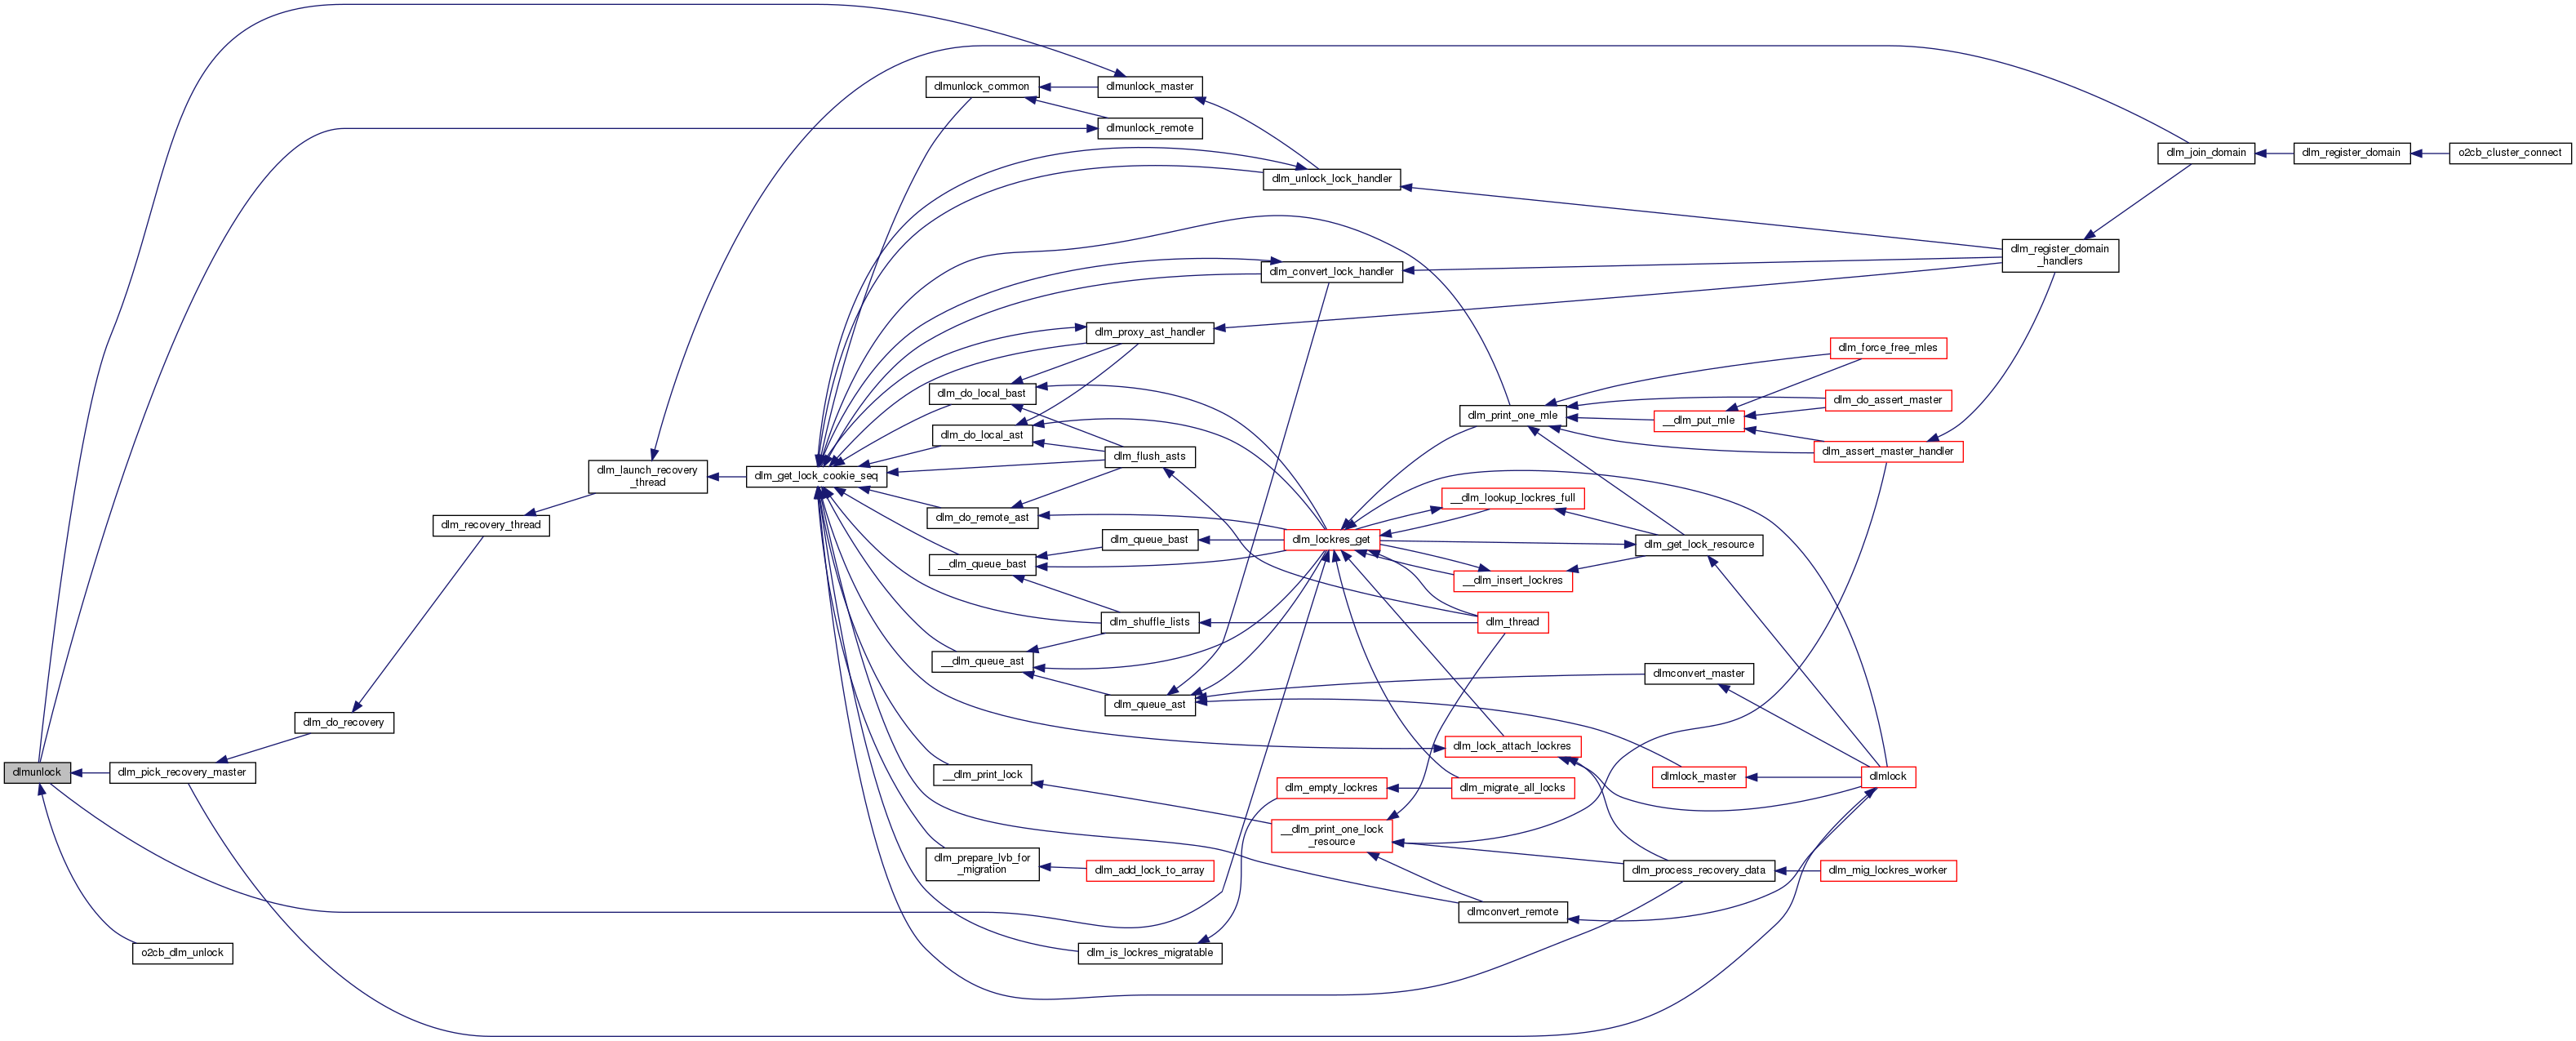 dlmunlock
dlm_pick_recovery_master
o2cb_dlm_unlock
dlm_do_recovery
dlm_recovery_thread
dlm_launch_recovery
_thread
dlm_get_lock_cookie_seq
dlmunlock_common
dlm_do_local_bast
dlm_do_local_ast
dlm_do_remote_ast
__dlm_queue_bast
__dlm_queue_ast
__dlm_print_lock
dlm_prepare_lvb_for
_migration
dlmunlock_master
dlmunlock_remote
dlm_proxy_ast_handler
dlm_flush_asts
dlm_queue_bast
dlm_shuffle_lists
dlm_queue_ast
dlm_add_lock_to_array
dlm_is_lockres_migratable
dlm_unlock_lock_handler
dlm_convert_lock_handler
dlm_lockres_get
dlm_empty_lockres
__dlm_print_one_lock
_resource
dlm_print_one_mle
__dlm_lookup_lockres_full
__dlm_insert_lockres
dlm_thread
dlm_lock_attach_lockres
dlm_migrate_all_locks
dlmconvert_remote
__dlm_put_mle
dlm_get_lock_resource
dlmconvert_master
dlmlock_master
dlm_process_recovery_data
dlm_force_free_mles
dlm_do_assert_master
dlm_assert_master_handler
dlmlock
dlm_mig_lockres_worker
dlm_register_domain
_handlers
dlm_join_domain
dlm_register_domain
o2cb_cluster_connect